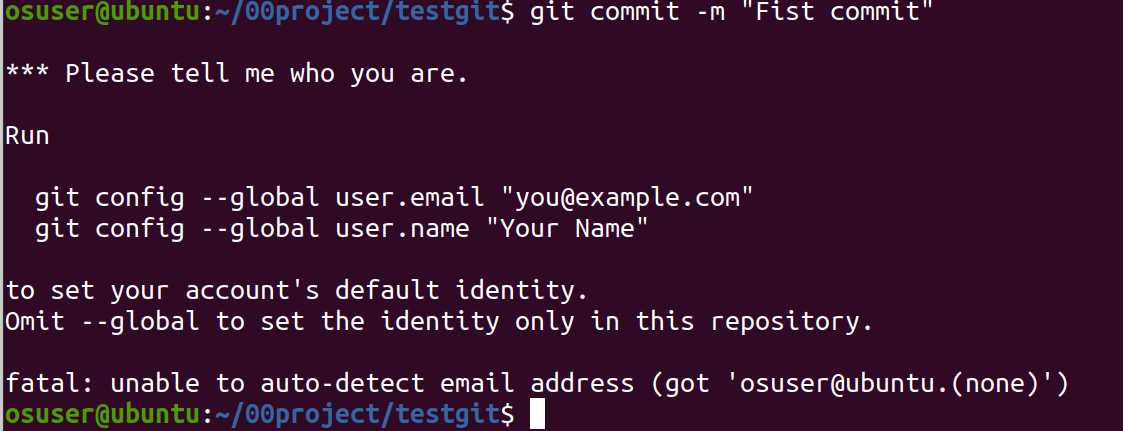 osuser@ubuntu:~/00project/testgit$ git commit -m "Fist commit"
*** Please tell me who you are.
Run
git config --global user.email "you@example.com"
git config --global user.name "Your Name"
to set your account's default identity.
Omit --global to set the identity only in this repository.
fatal: unable to auto-detect email address (got 'osuser@ubuntu.(none)')
osuser@ubuntu:~/00project/testgit$